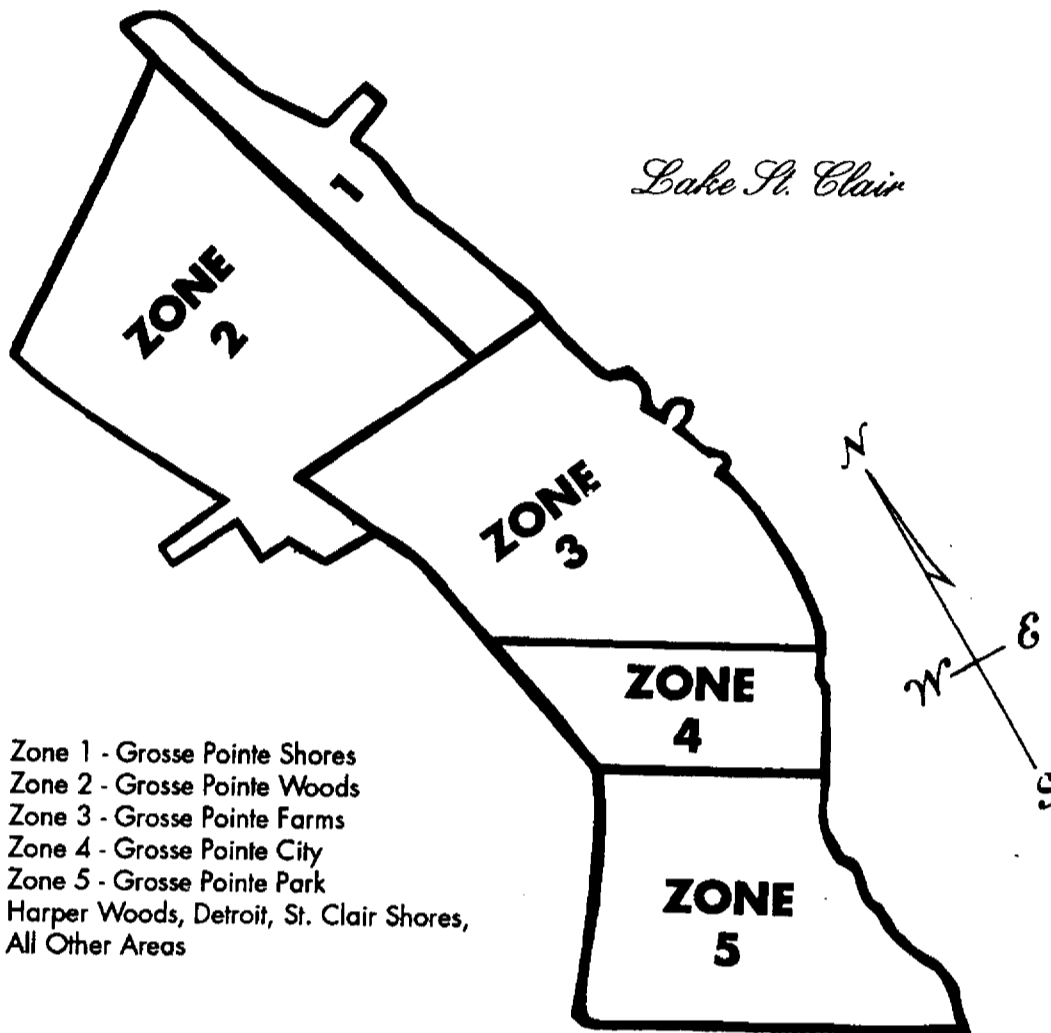 Lake St. Clair
1
ZONE
2
ZONE
3
N
E
W
S
ZONE
4
ZONE
5
Zone 1 - Grosse Pointe Shores
Zone 2 - Grosse Pointe Woods
Zone 3 - Grosse Pointe Farms
Zone 4 - Grosse Pointe City
Zone 5 - Grosse Pointe Park
Harper Woods, Detroit, St. Clair Shores,
All Other Areas